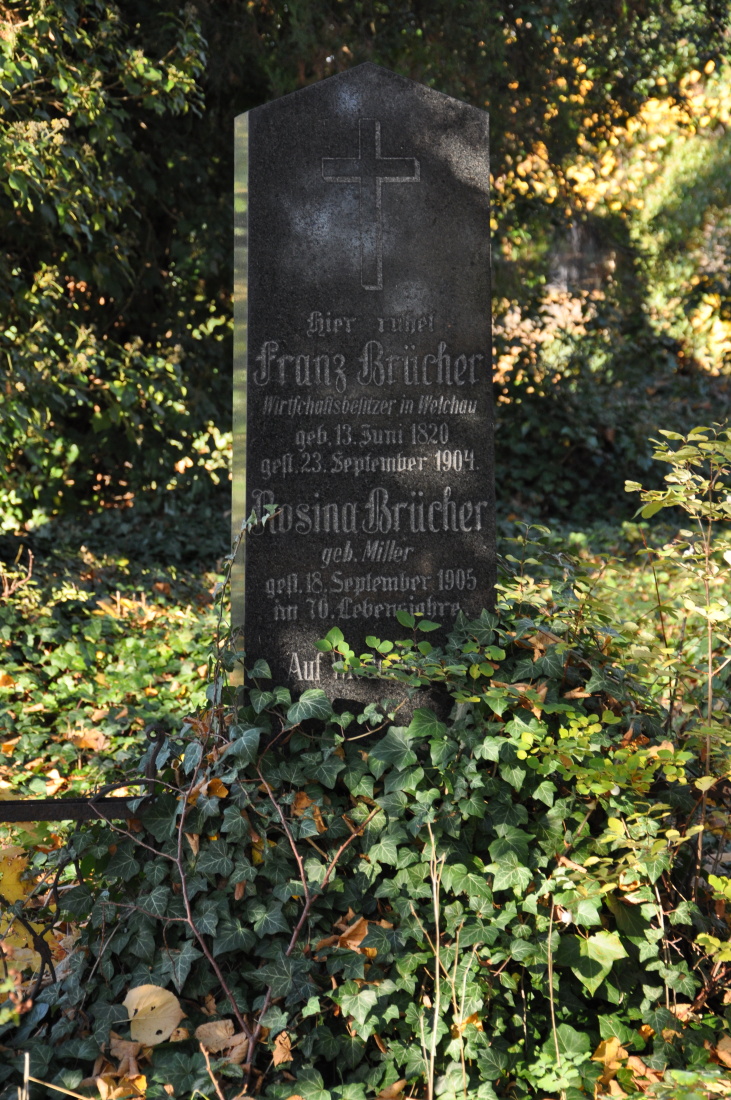 Hier ruhet
Franz Brücher
Wirtschaftsbesitzer in Welchau
geb. 13. Juni 1820
gest. 23. September 1904.
Rosina Brücher
geb. Miller
gest. 18. September 1905
im 76. Lebensjahre.
Auf